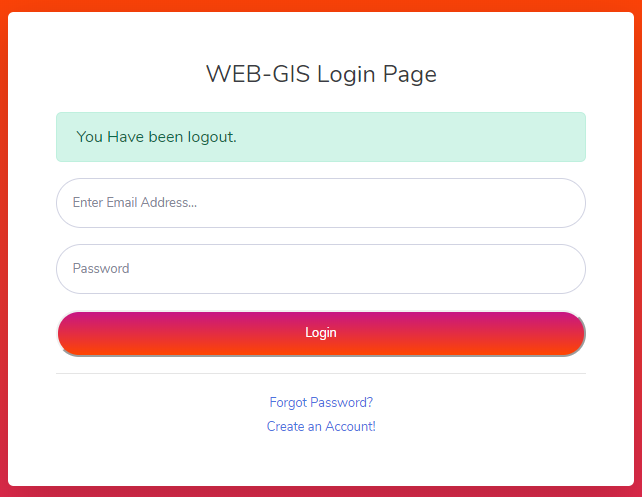 WEB-GIS Login Page
You Have been logout.
Enter Email Address...
Password
Login
Forgot Password?
Create an Account!